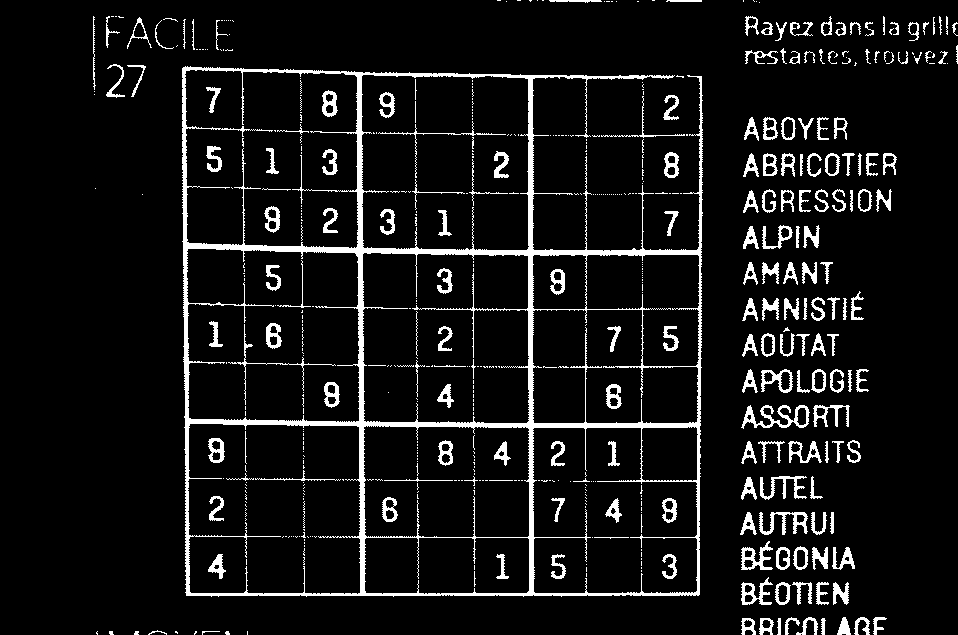 FACILE
27
7 8 9 2
5 1 3 2 8
9 2 3 1 7
5 3 9
1 6 2 7 5
9 4 6
9 8 4 2 1
2 6 7 4 9
4 1 5 3
Rayez dans la grille
restantes, trouvez
ABOYER
ABRICOTIER
AGRESSION
ALPIN
AMANT
AMNISTIÉ
AOÛTAT
APOLOGIE
ASSORTI
ATTRAITS
AUTEL
AUTRUI
BÉGONIA
BÉOTIEN
BRICOLAGE
MOYEN